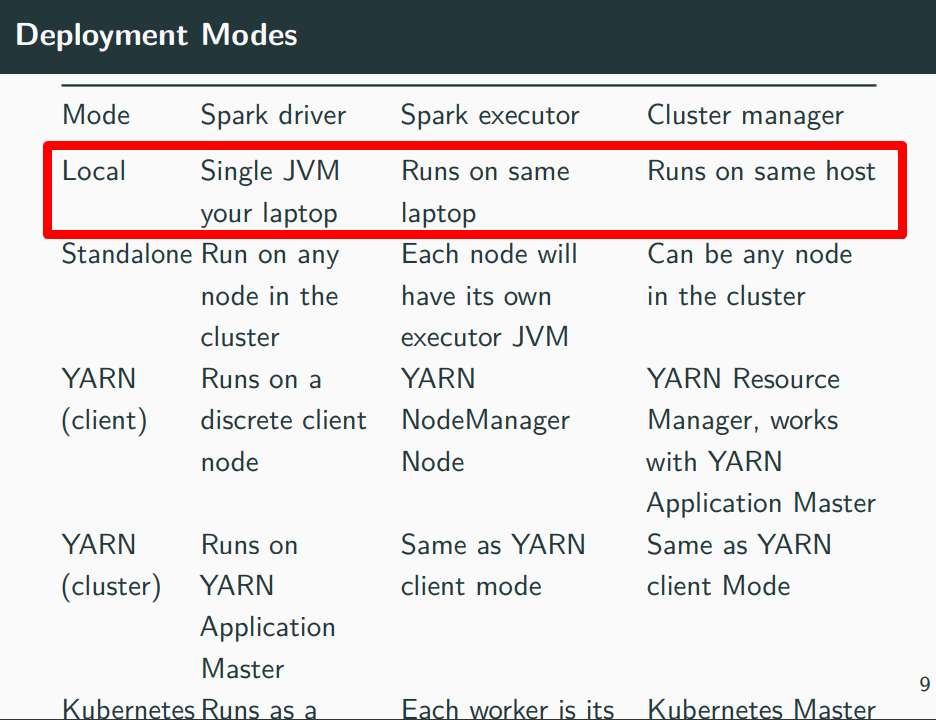 Deployment Modes
Mode Spark driver Spark executor Cluster manager
Local Single JVM Runs on same Runs on same host
your laptop laptop
Standalone Run on any Each node will Can be any node
node in the have its own in the cluster
cluster executor JVM
YARN Runs on a YARN YARN Resource
(client) discrete client NodeManager Manager, works
node Node with YARN
Application Master
YARN Runs on Same as YARN Same as YARN
(cluster) YARN client mode client Mode
Application
Master
9
Kubernetes Runs as a Each worker is its Kubernetes Master